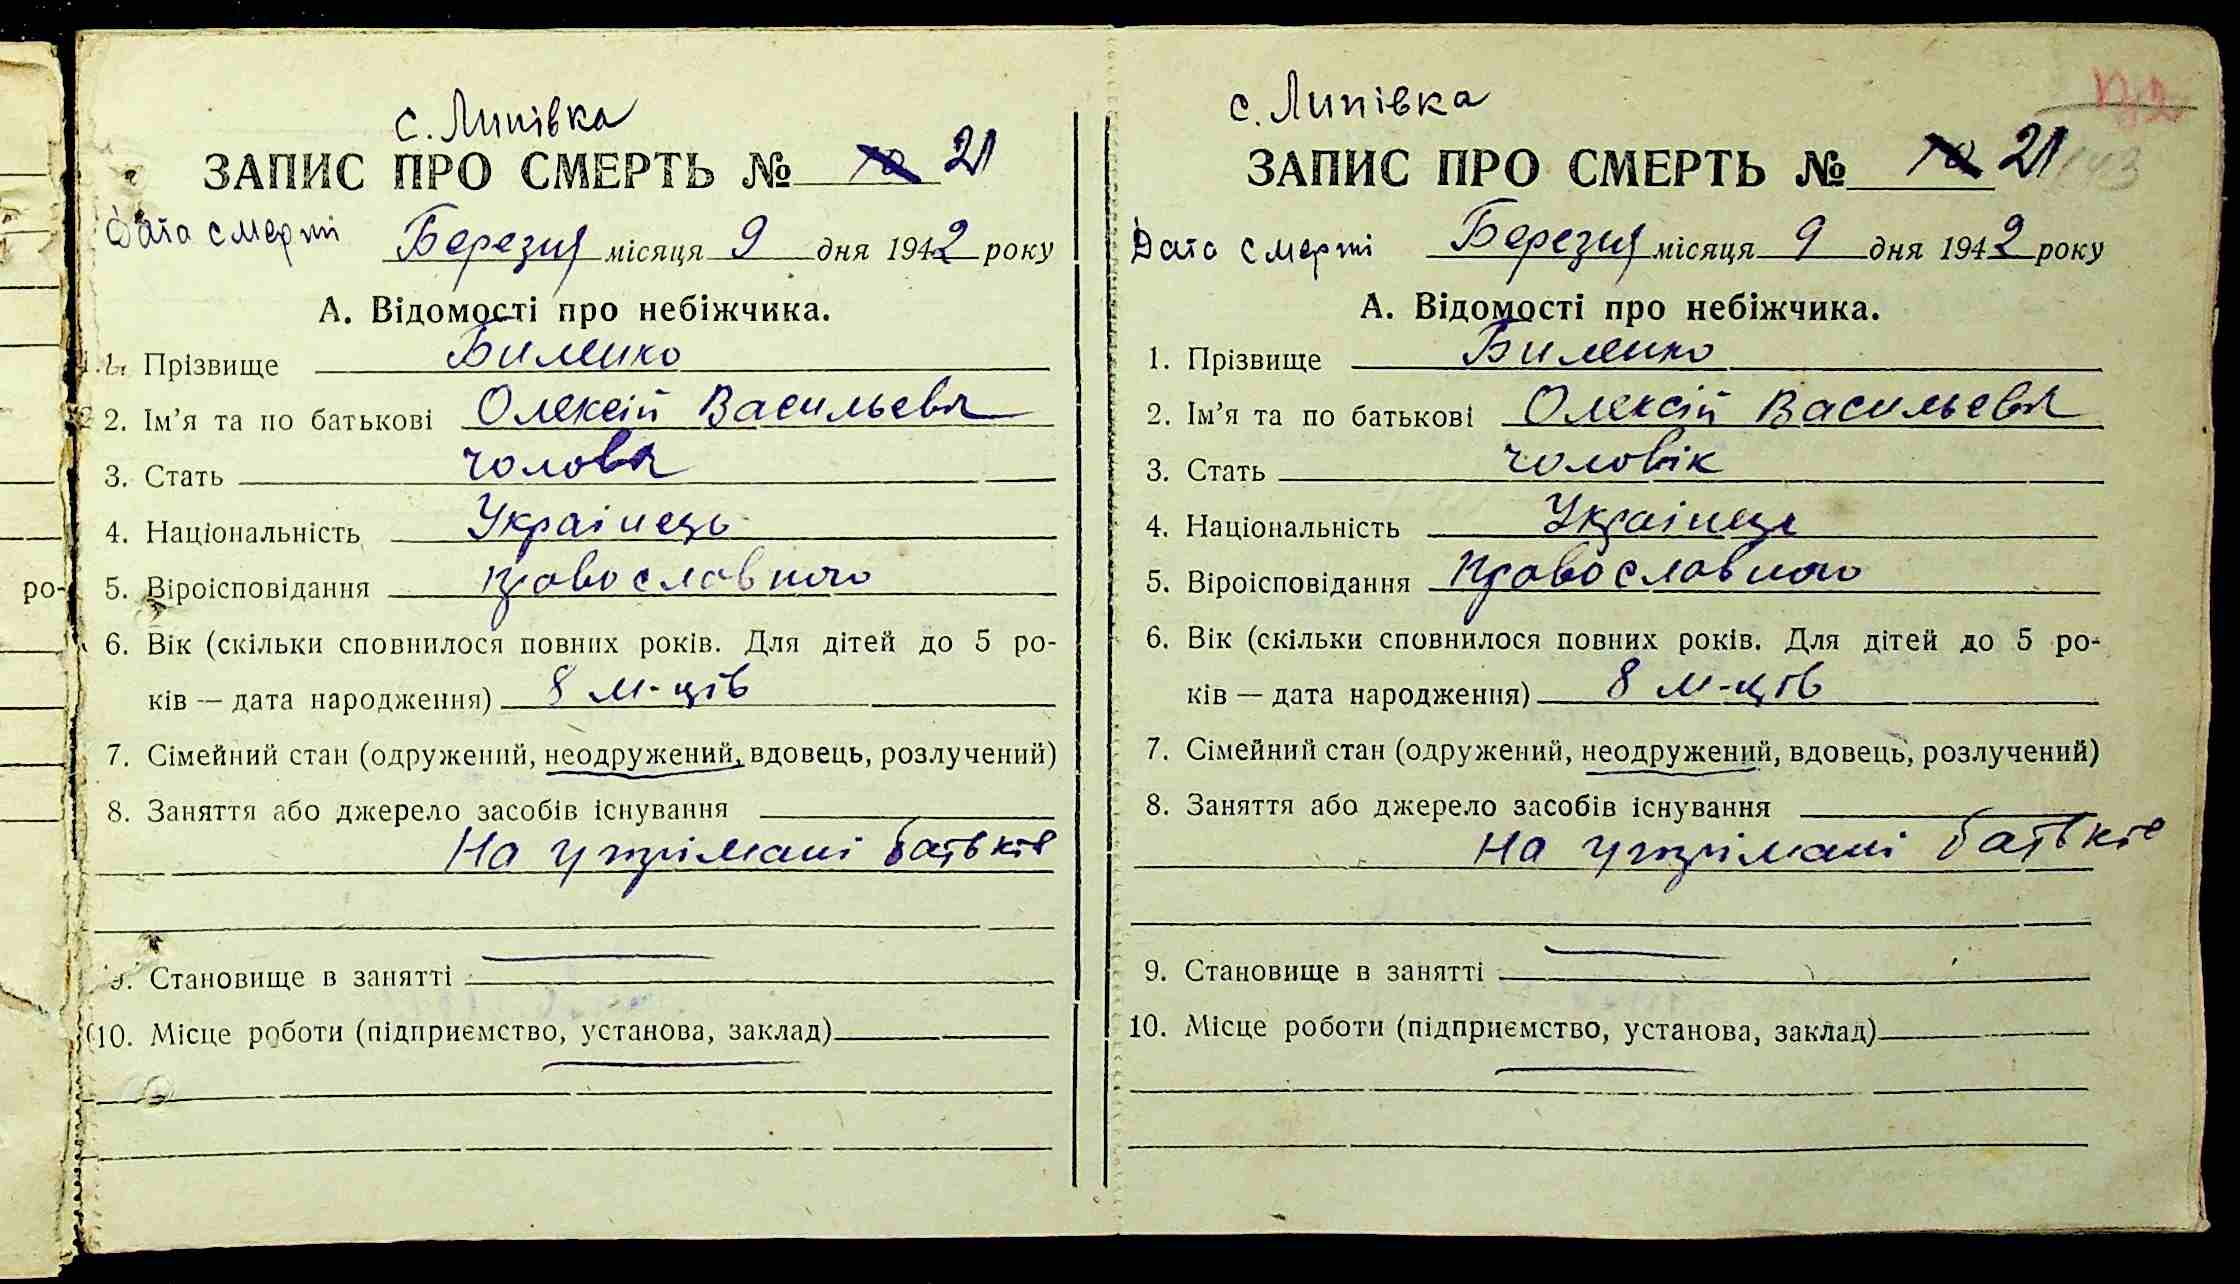 ро-
с. Липівка
ЗАПИС ПРО СМЕРТЬ № 10 21
Дата смерті Березня місяця 9 дня 1942 року
А. Відомості про небіжчика.
1. Прізвище Биленко
2. Ім’я та по батькові Олексій Васильевич
3. Стать чоловік
4. Національність Українець
5. Віроісповідання православного
6. Вік (скільки сповнилося повних років. Для дітей до 5 ро-
ків — дата народження) 8 м-ців
7. Сімейний стан (одружений, неодружений, вдовець, розлучений)
8. Заняття або джерело засобів існування
На утрімані батьків
9. Становище в занятті
10. Місце роботи (підприємство, установа, заклад)
с. Липівка
ЗАПИС ПРО СМЕРТЬ № 10 21
Дата смерті Березня місяця 9 дня 1942 року
А. Відомості про небіжчика.
1. Прізвище Биленко
2. Ім’я та по батькові Олексій Васильевич
3. Стать чоловік
4. Національність Українець
5. Віроісповідання православного
6. Вік (скільки сповнилося повних років. Для дітей до 5 ро-
ків — дата народження) 8 м-ців
7. Сімейний стан (одружений, неодружений, вдовець, розлучений)
8. Заняття або джерело засобів існування
На утрімані батьків
9. Становище в занятті
10. Місце роботи (підприємство, установа, заклад)